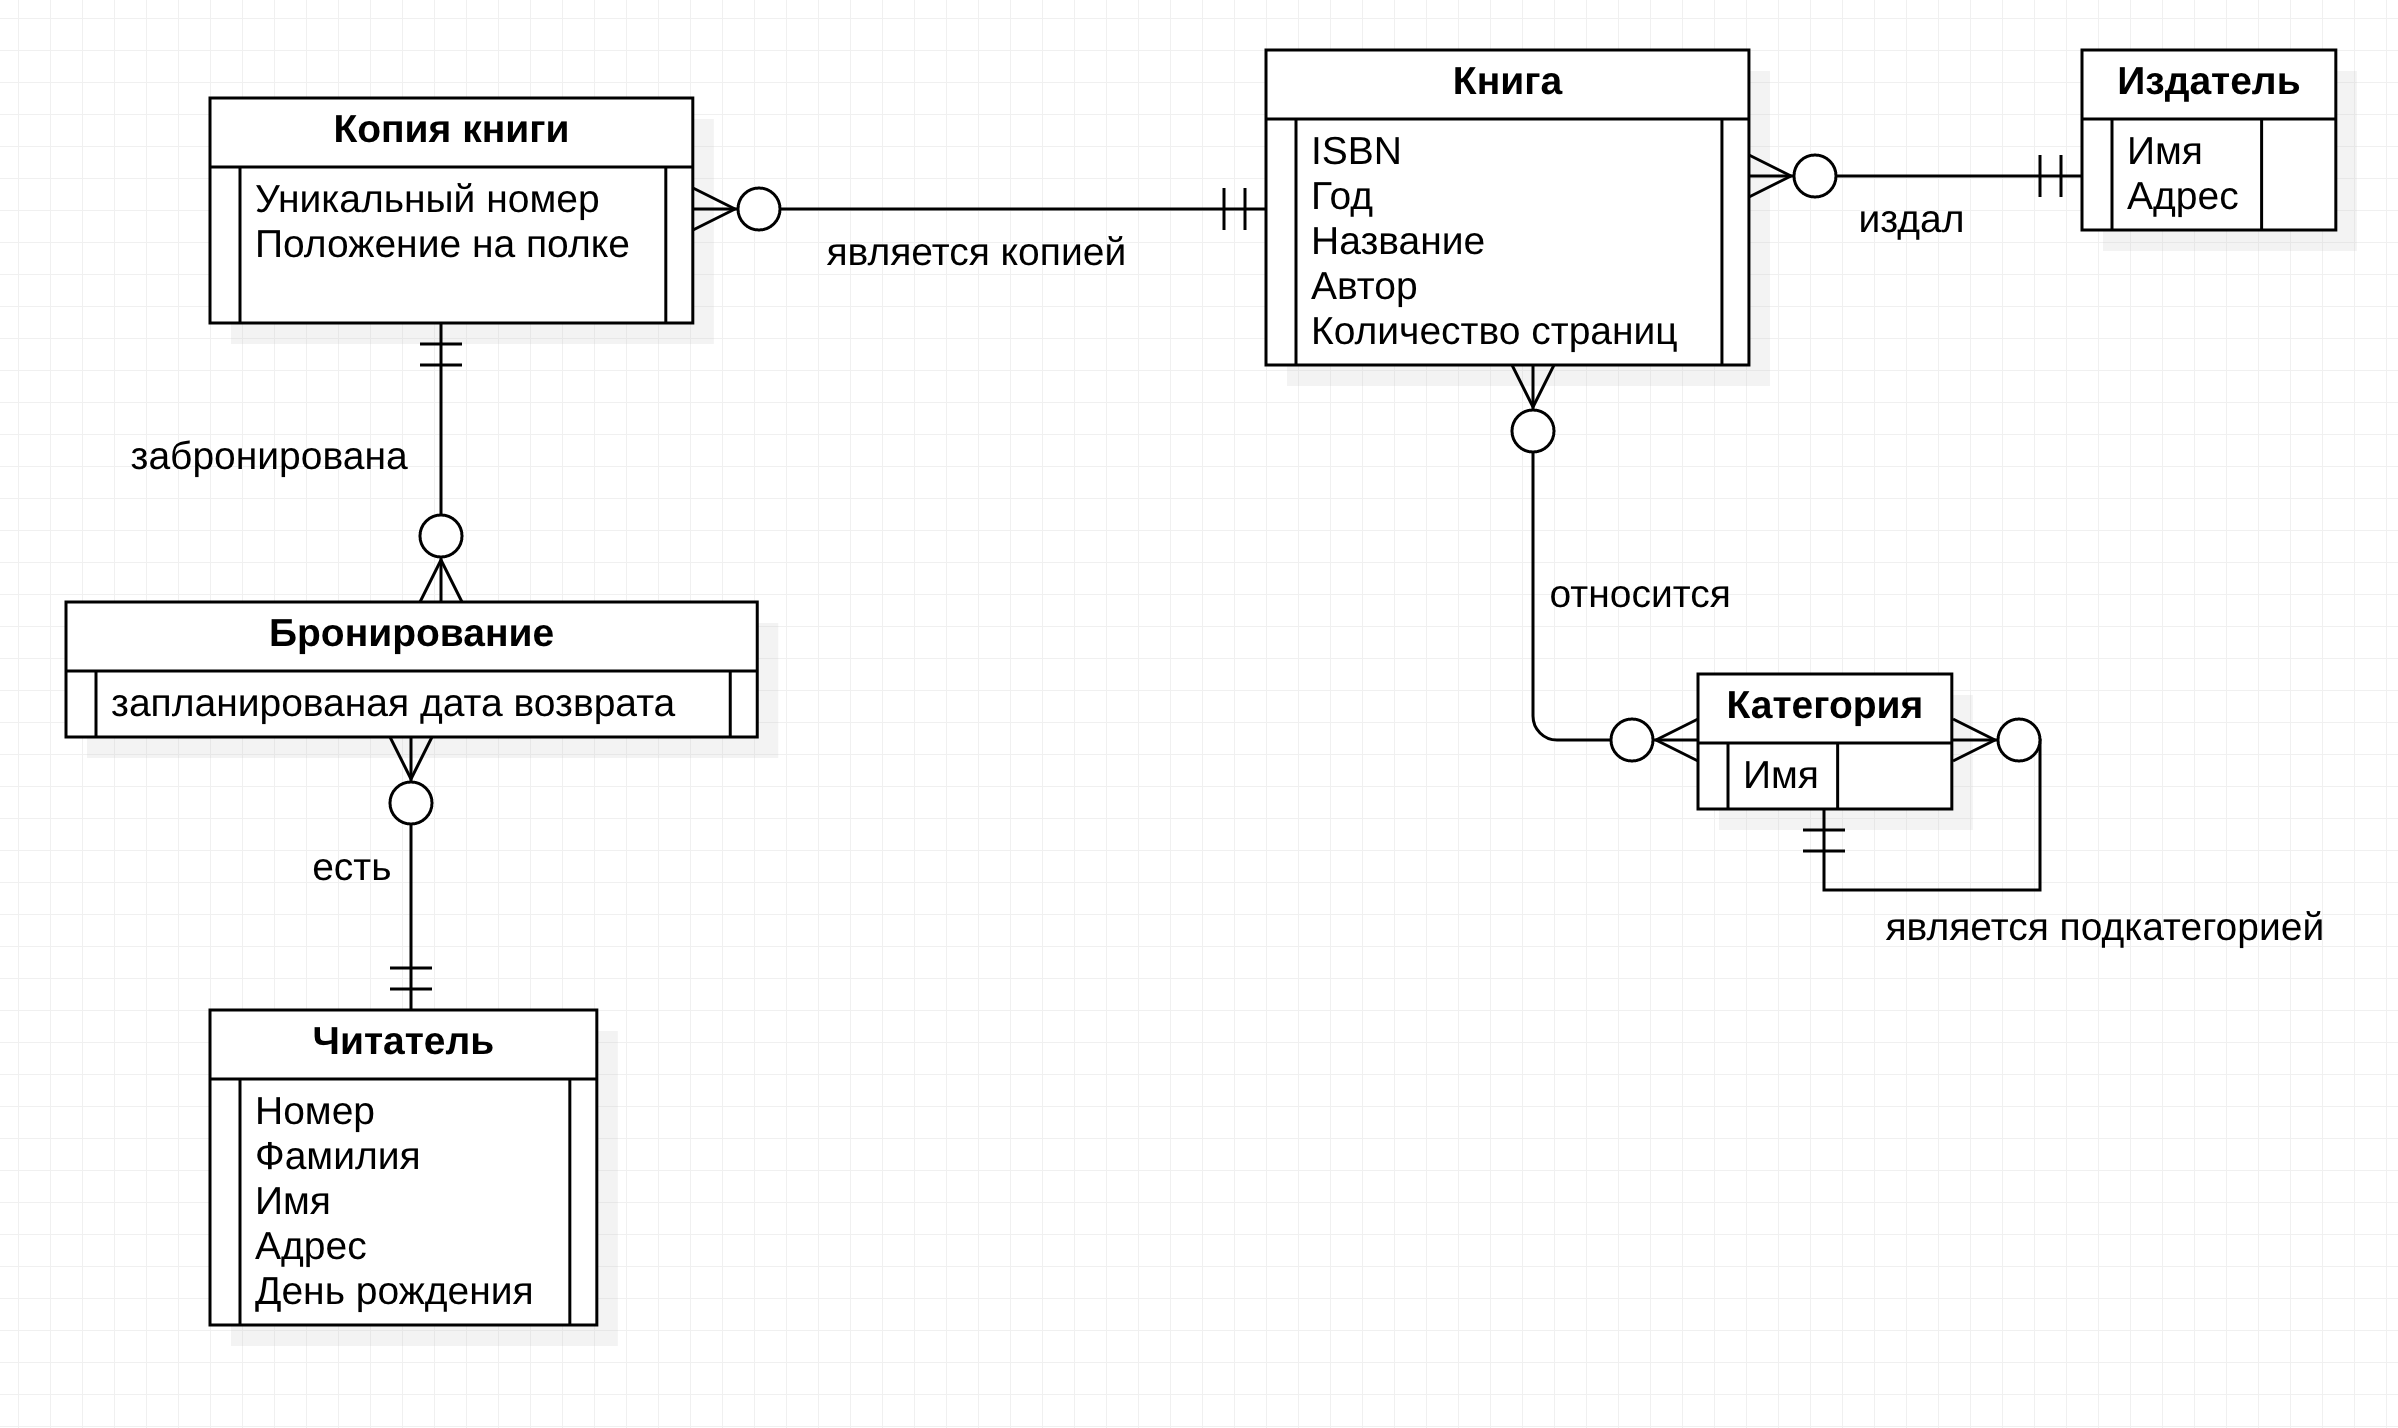 Копия книги
Уникальный номер
Положение на полке
является копией
Книга
ISBN
Год
Название
Автор
Количество страниц
издал
Издатель
Имя
Адрес
забронирована
Бронирование
запланированая дата возврата
относится
Категория
Имя
является подкатегорией
есть
Читатель
Номер
Фамилия
Имя
Адрес
День рождения